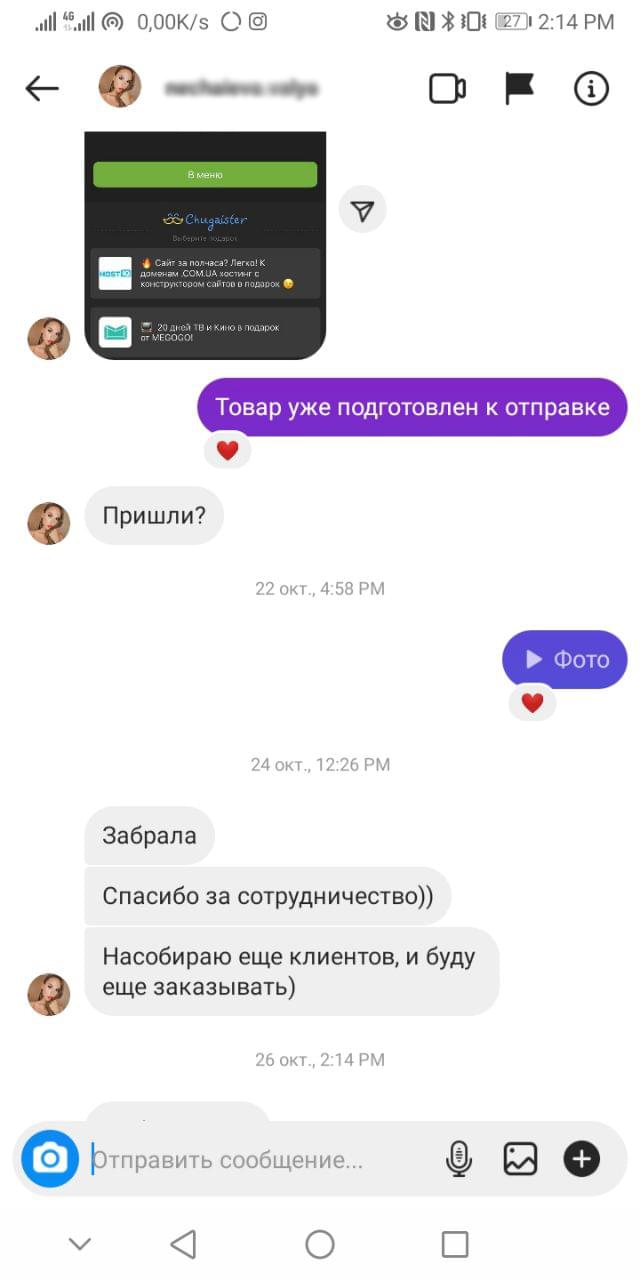 4G
0,00K/s
27
2:14 PM
В меню
Chugaister
Выберите подарок
🔥 Сайт за полчаса? Легко! К
доменам .COM.UA хостинг с
конструктором сайтов в подарок 😉
20 дней ТВ и Кино в подарок
от MEGOGO!
Товар уже подготовлен к отправке
Пришли?
22 окт., 4:58 PM
Фото
24 окт., 12:26 PM
Забрала
Спасибо за сотрудничество))
Насобираю еще клиентов, и буду
еще заказывать)
26 окт., 2:14 PM
Отправить сообщение...